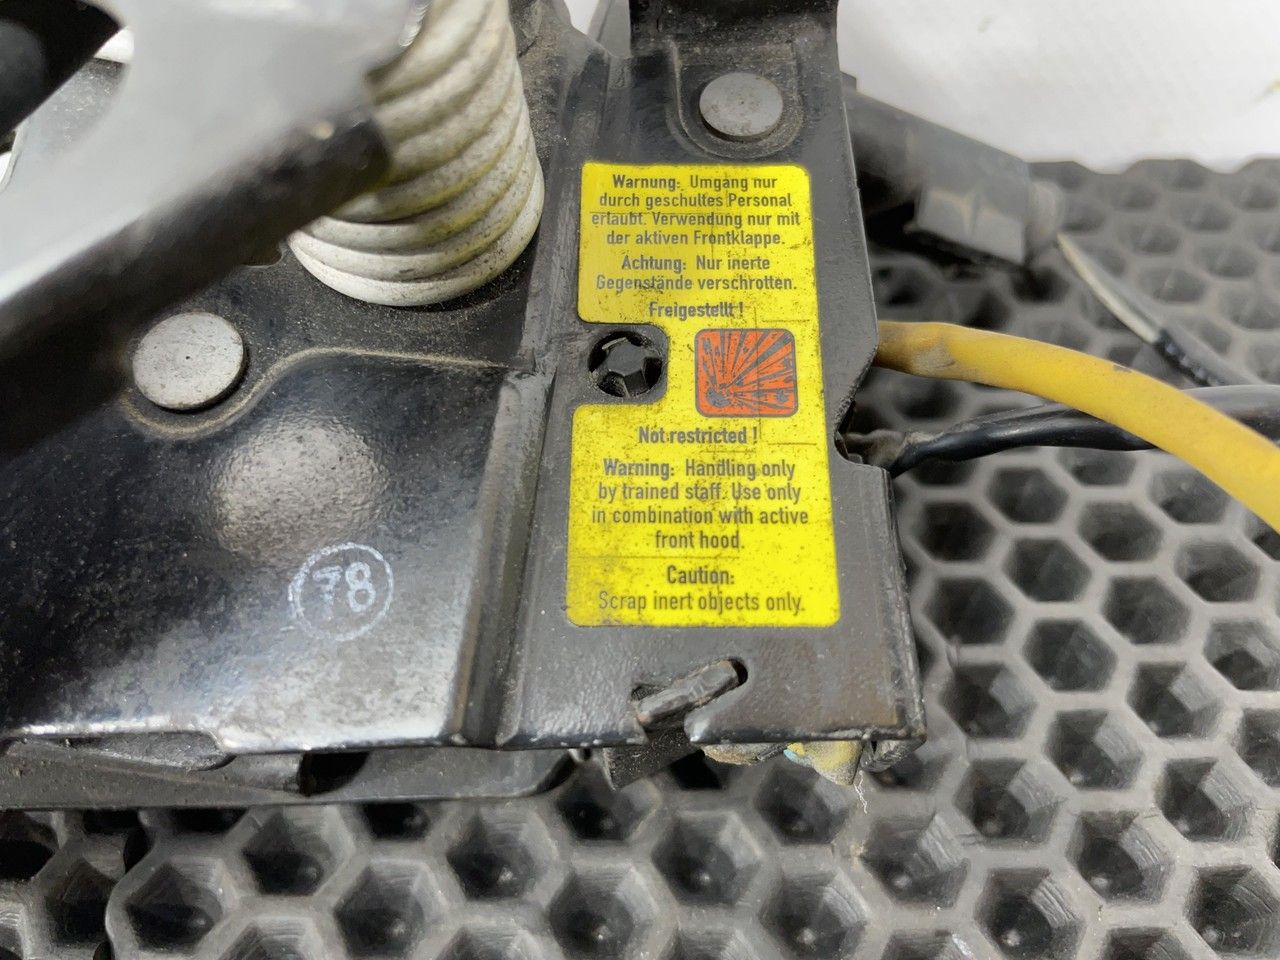 Warnung: Umgang nur
durch geschultes Personal
erlaubt. Verwendung nur mit
der aktiven Frontklappe.
Achtung: Nur inerte
Gegenstände verschrotten.
Freigestellt !
Not restricted !
Warning: Handling only
by trained staff. Use only
in combination with active
front hood.
Caution:
Scrap inert objects only.
78